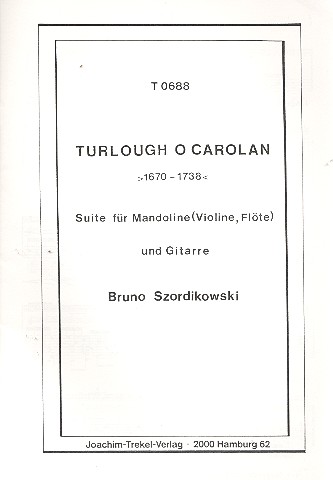 T 0688
TURLOUGH O CAROLAN
>1670 - 1738<
Suite für Mandoline (Violine, Flöte)
und Gitarre
Bruno Szordikowski
Joachim-Trekel-Verlag · 2000 Hamburg 62